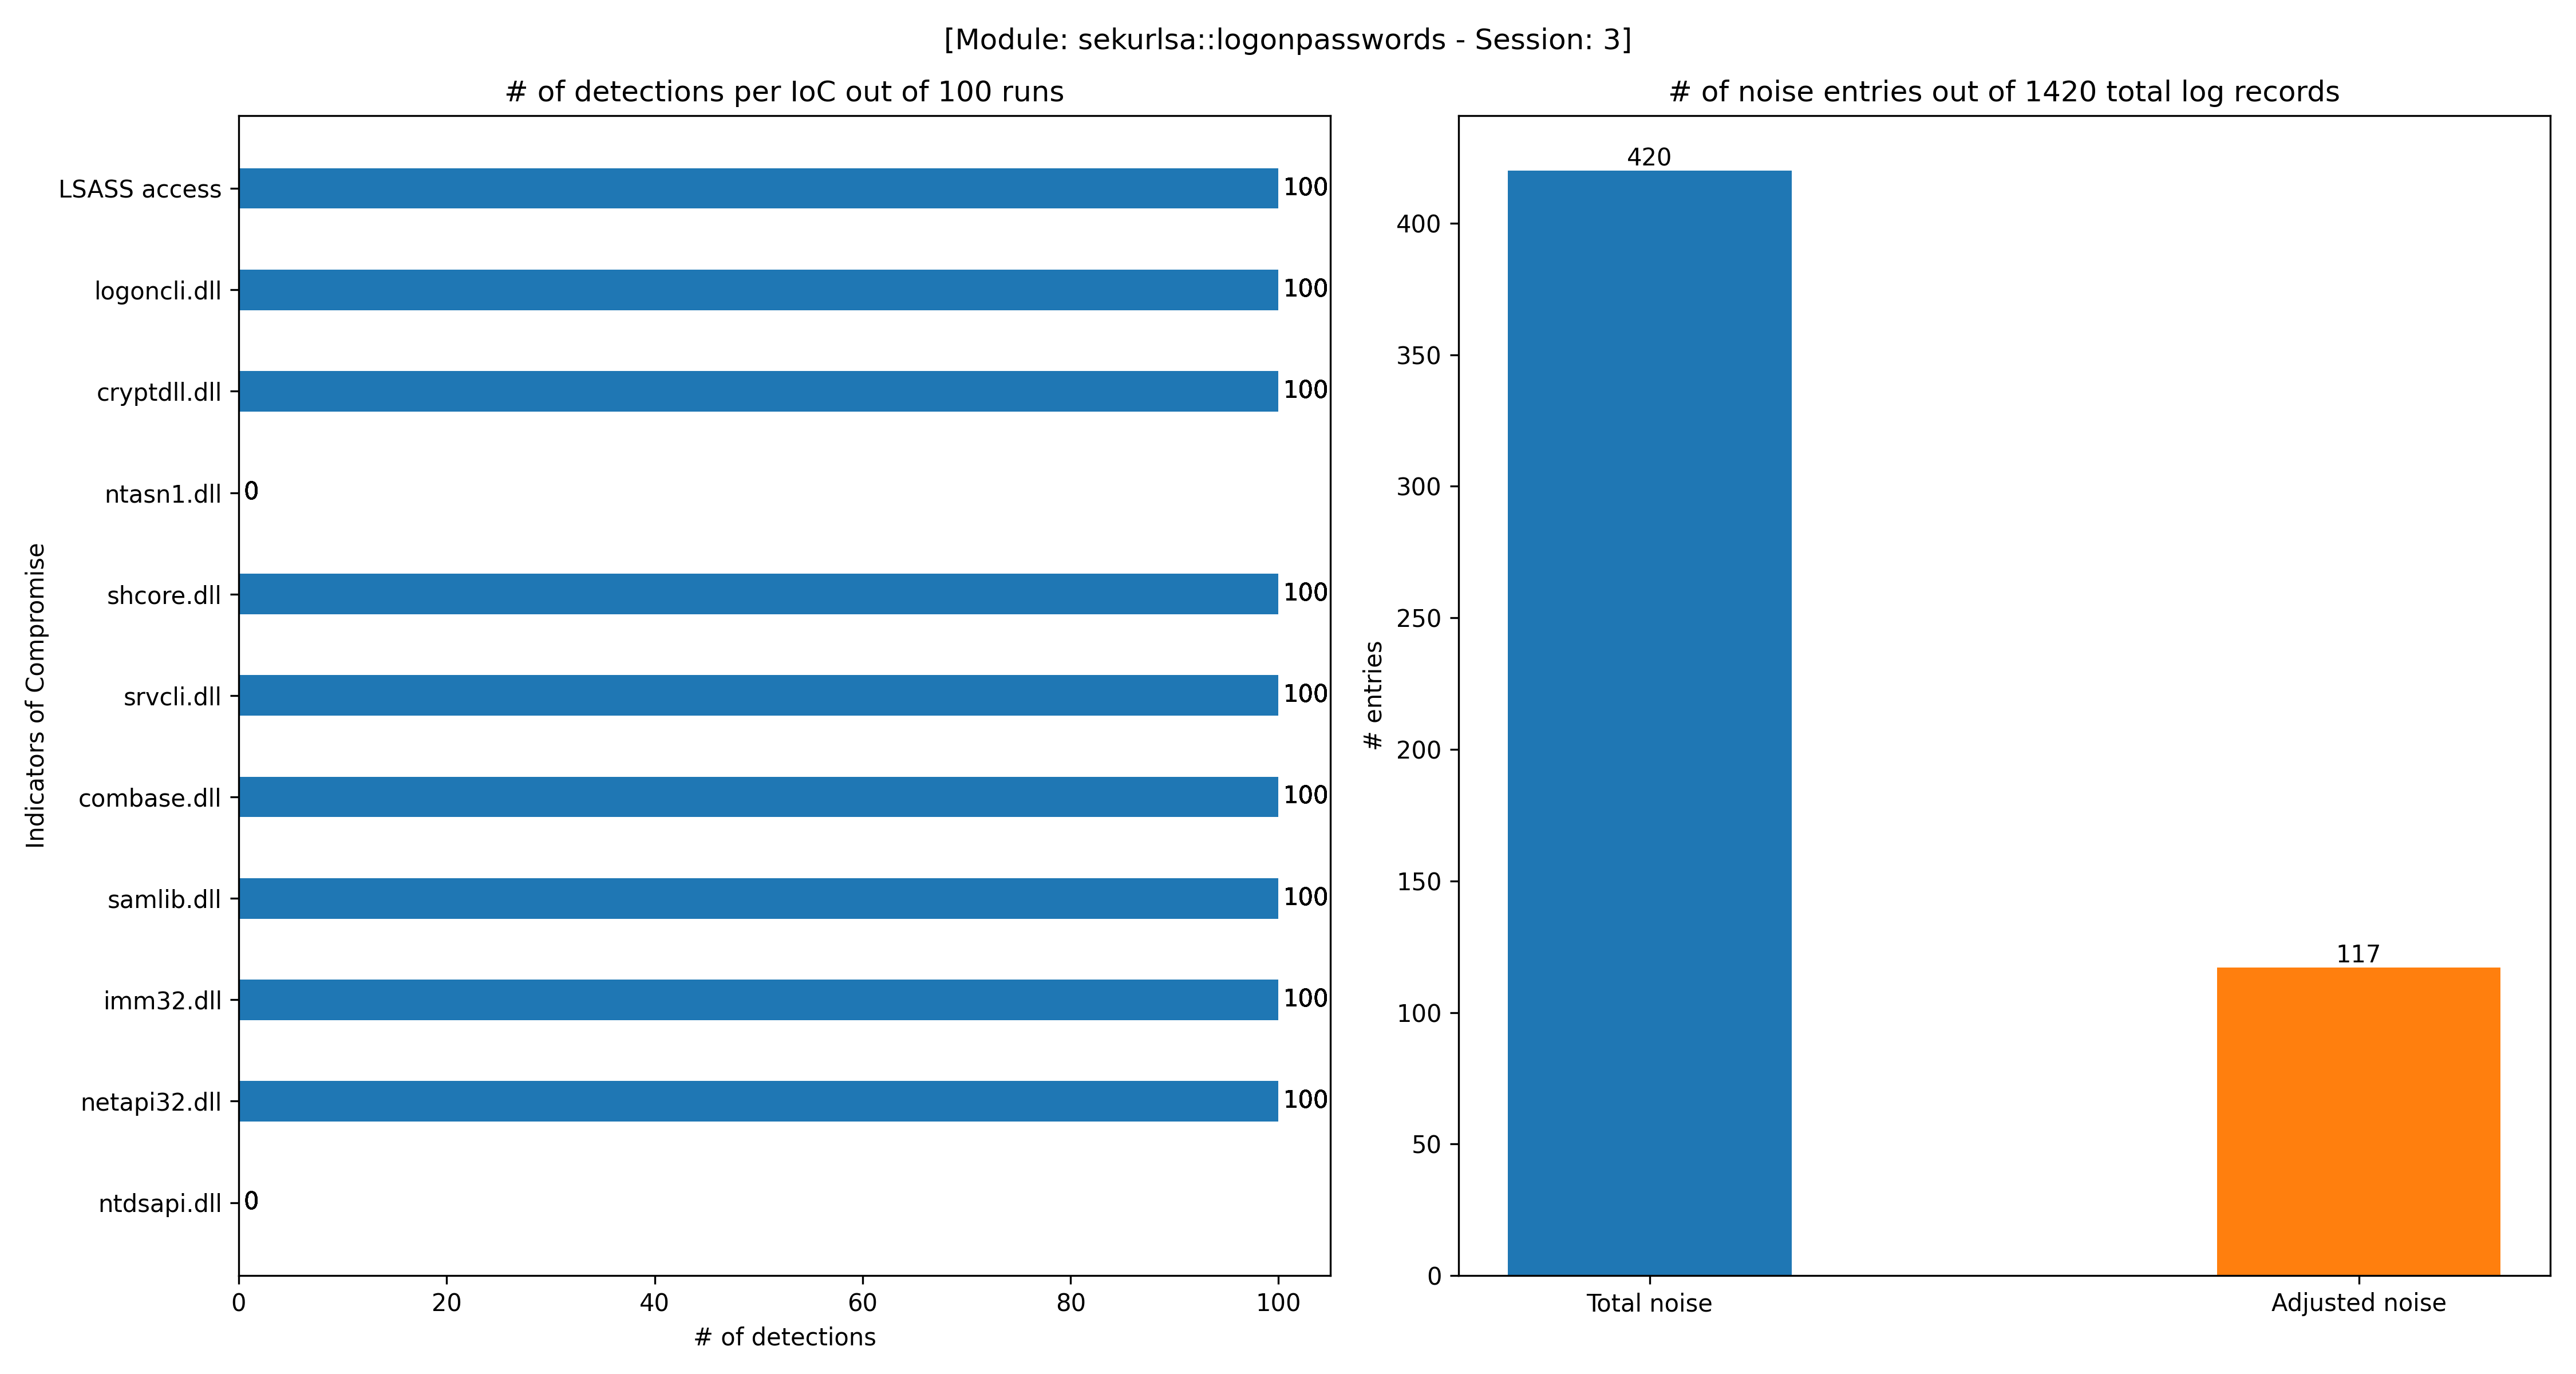 [Module: sekurlsa::logonpasswords - Session: 3]
# of detections per IoC out of 100 runs
Indicators of Compromise
LSASS access 100
logoncli.dll 100
cryptdll.dll 100
ntasn1.dll 0
shcore.dll 100
srvcli.dll 100
combase.dll 100
samlib.dll 100
imm32.dll 100
netapi32.dll 100
ntdsapi.dll 0
0 20 40 60 80 100
# of detections
# of noise entries out of 1420 total log records
# entries
400
350
300
250
200
150
100
50
0
420
117
Total noise Adjusted noise